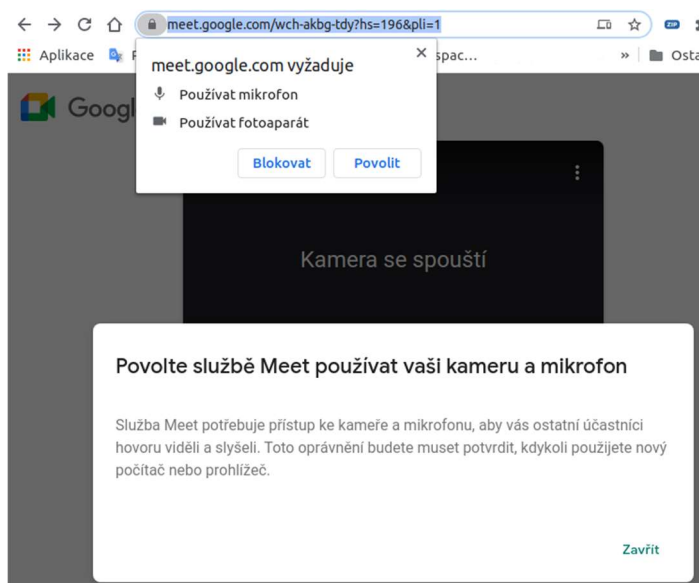 meet.google.com/wch-akbg-tdy?hs=196&pli=1
ZIP
Aplikace
spac...
»
Osta
meet.google.com vyžaduje
Používat mikrofon
Používat fotoaparát
Blokovat
Povolit
Googl
Kamera se spouští
Povolte službě Meet používat vaši kameru a mikrofon
Služba Meet potřebuje přístup ke kameře a mikrofonu, aby vás ostatní účastníci
hovoru viděli a slyšeli. Toto oprávnění budete muset potvrdit, kdykoli použijete nový
počítač nebo prohlížeč.
Zavřít